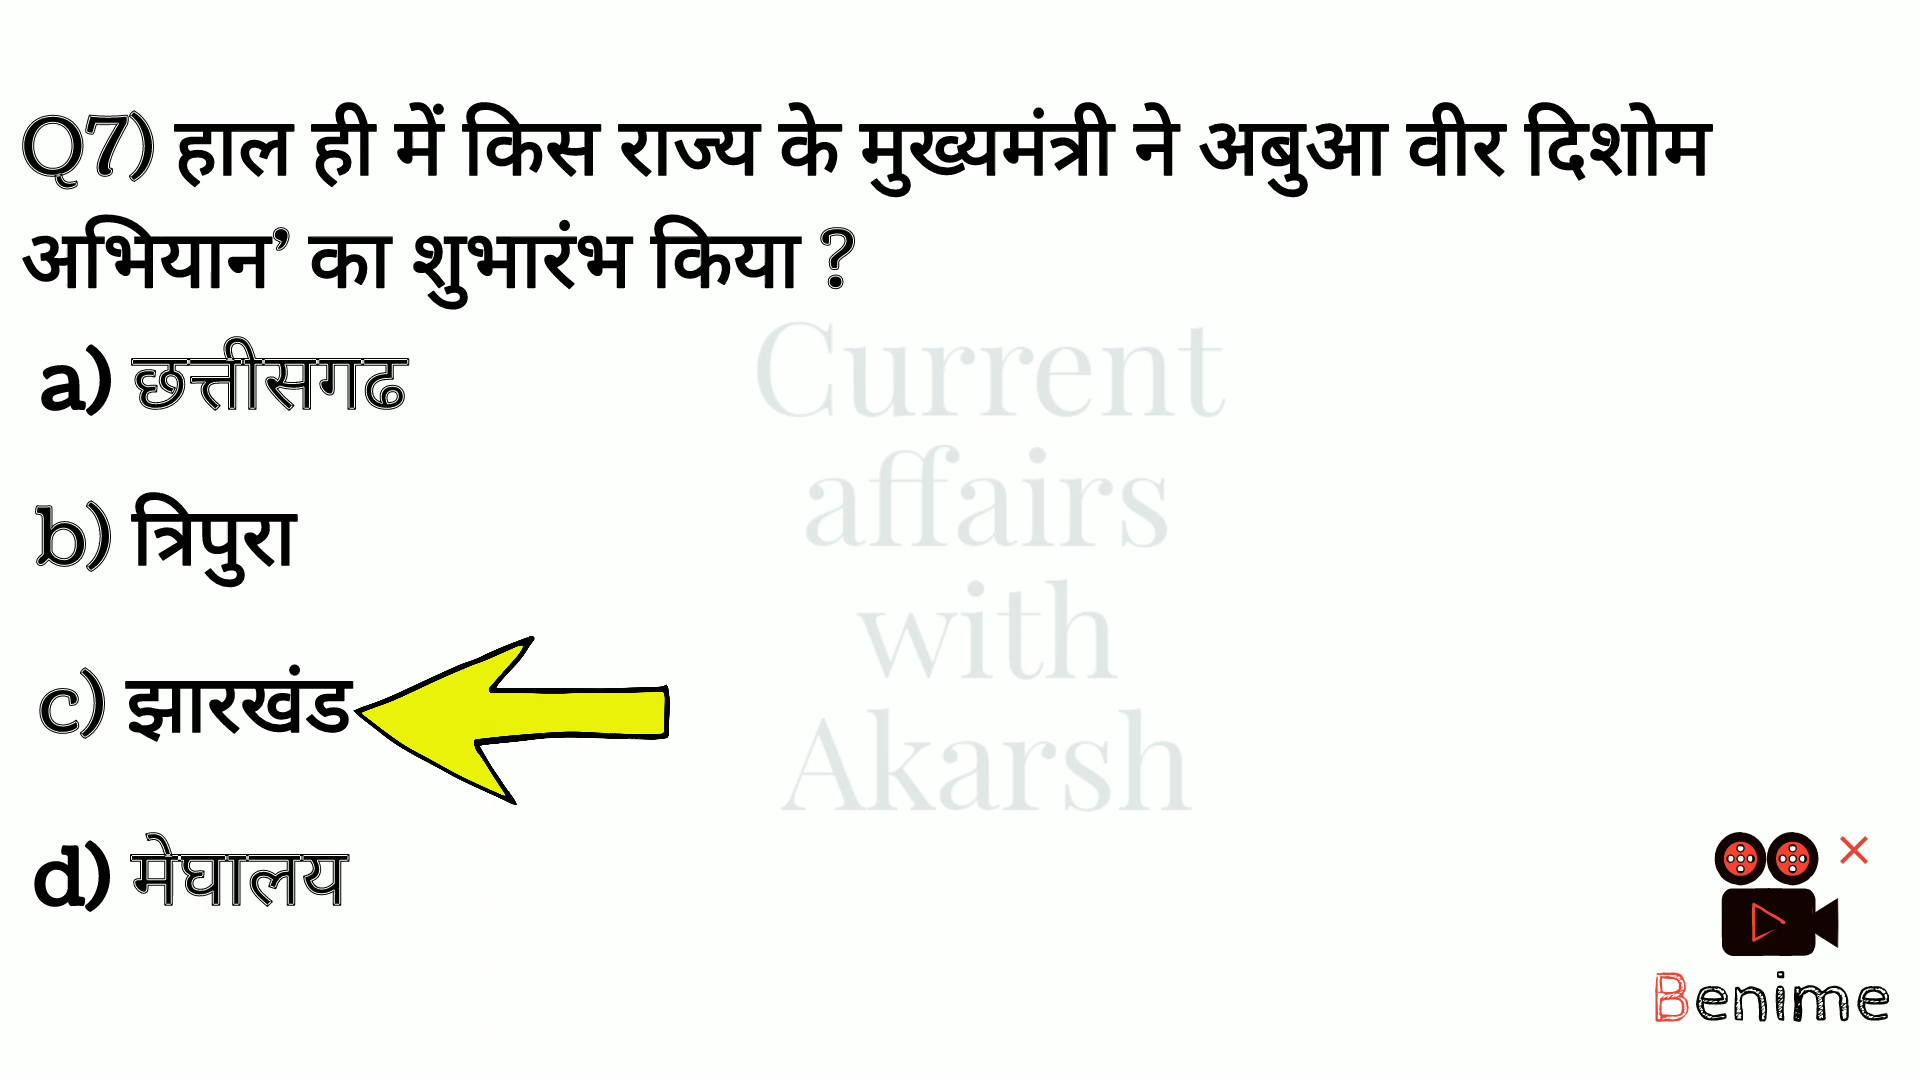 Q7) हाल ही में किस राज्य के मुख्यमंत्री ने अबुआ वीर दिशोम
अभियान’ का शुभारंभ किया ?
a) छत्तीसगढ
b) त्रिपुरा
c) झारखंड
d) मेघालय
Current
affairs
with
Akarsh
Benime